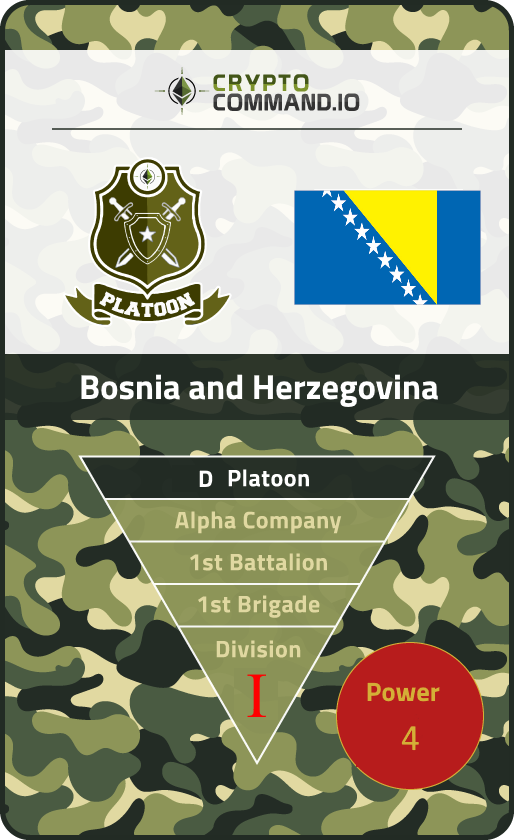 CRYPTO
COMMAND.IO
PLATOON
Bosnia and Herzegovina
D Platoon
Alpha Company
1st Battalion
1st Brigade
Division
I
Power
4